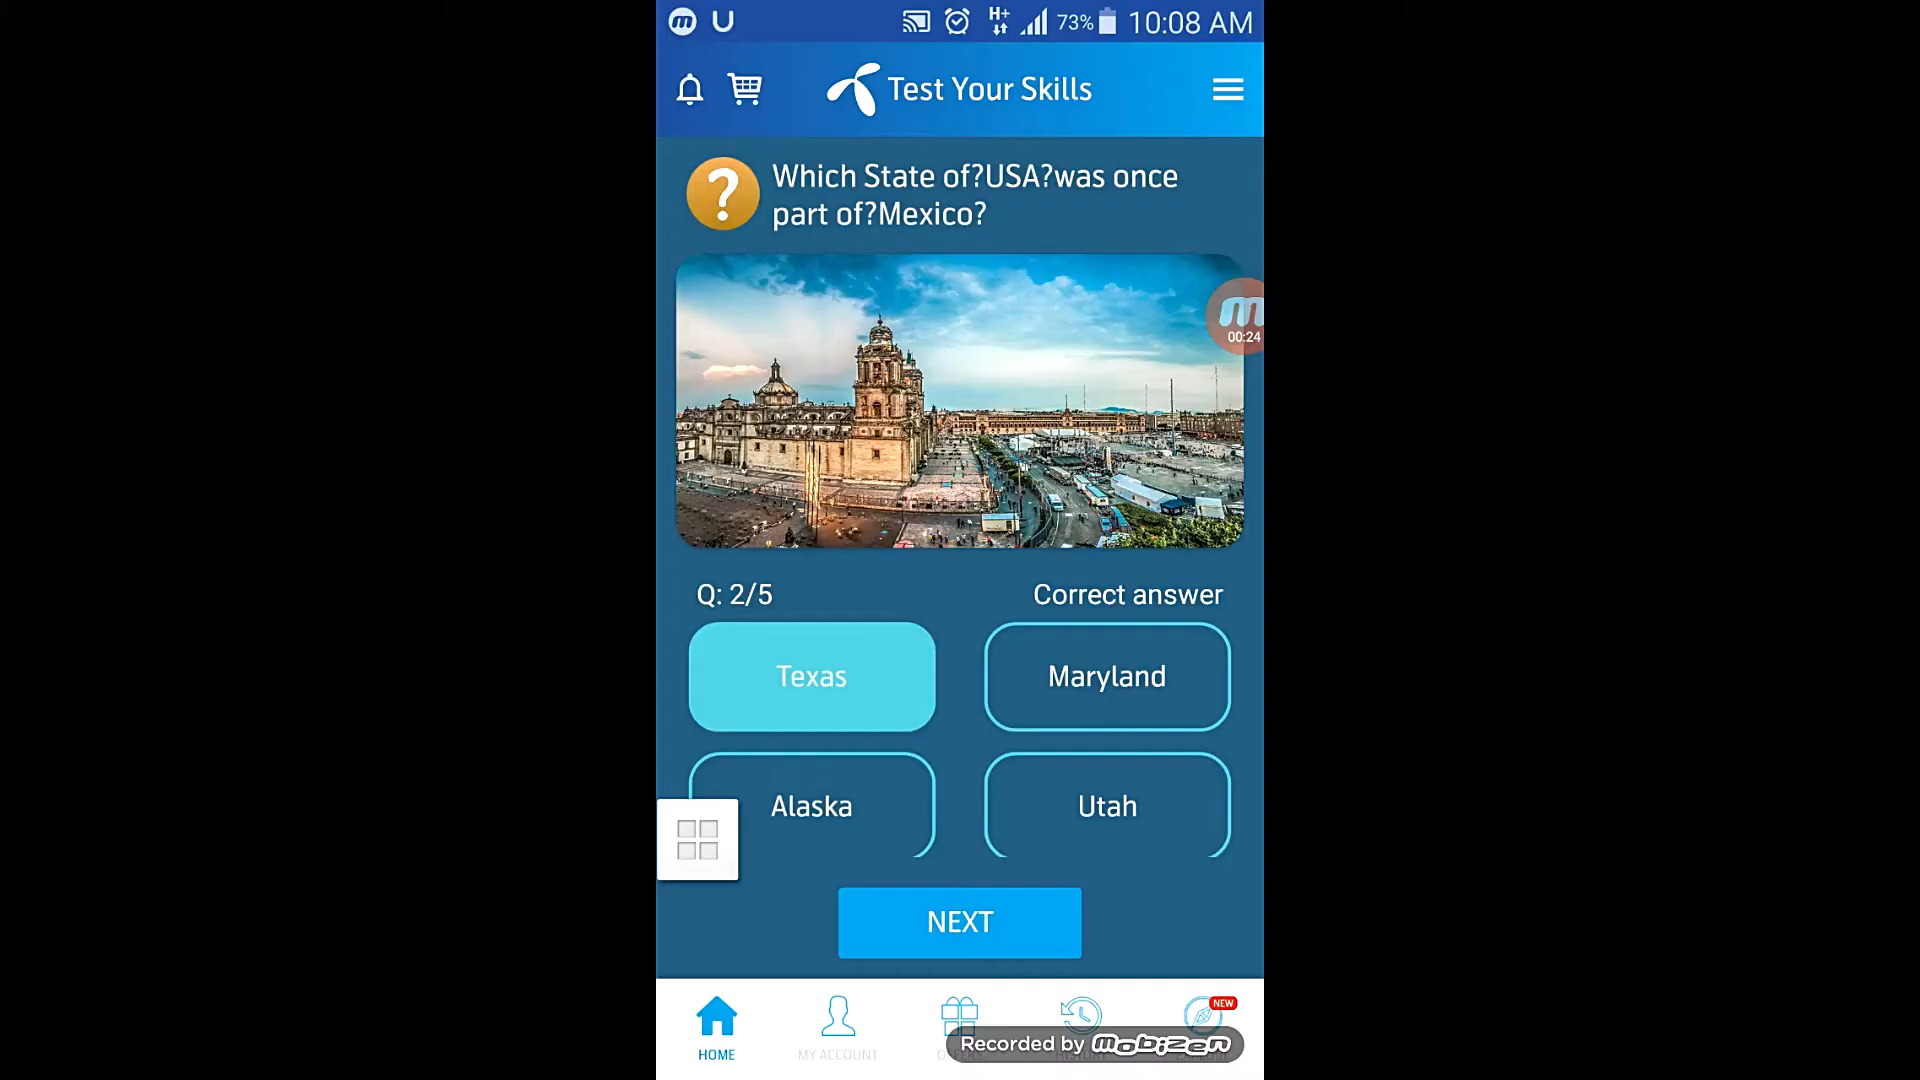 m U H+ 73% 10:08 AM
Test Your Skills
Which State of?USA?was once
part of?Mexico?
m
00:24
Q: 2/5 Correct answer
Texas Maryland
Alaska Utah
NEXT
NEW
HOME MY ACCOUNT
Recorded by mobizen